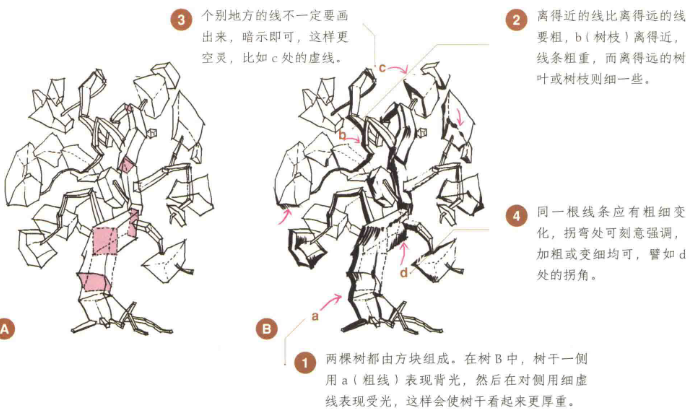 3 个别地方的线不一定要画
出来，暗示即可，这样更
空灵，比如 c 处的虚线。
2 离得近的线比离得远的线
要粗，b（树枝）离得近，
线条粗重，而离得远的树
叶或树枝则细一些。
c
b
4 同一根线条应有粗细变
化，拐弯处可刻意强调，
加粗或变细均可，譬如 d
处的拐角。
d
a
A
B
1 两棵树都由方块组成。在树 B 中，树干一侧
用 a（粗线）表现背光，然后在对侧用细虚
线表现受光，这样会使树干看起来更厚重。